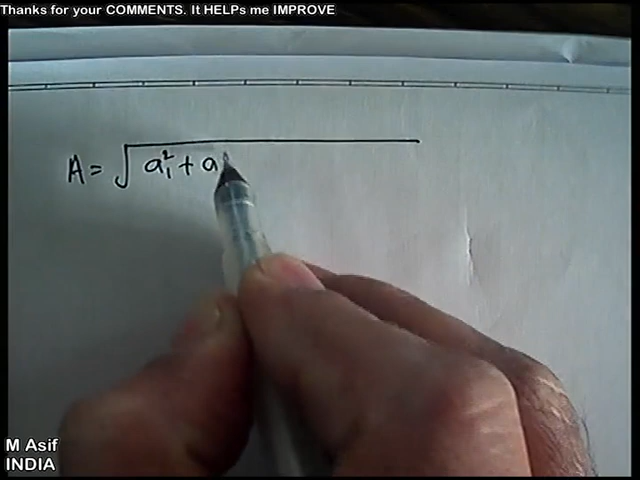 Thanks for your COMMENTS. It HELPs me IMPROVE
A = √a₁² + a
M Asif
INDIA